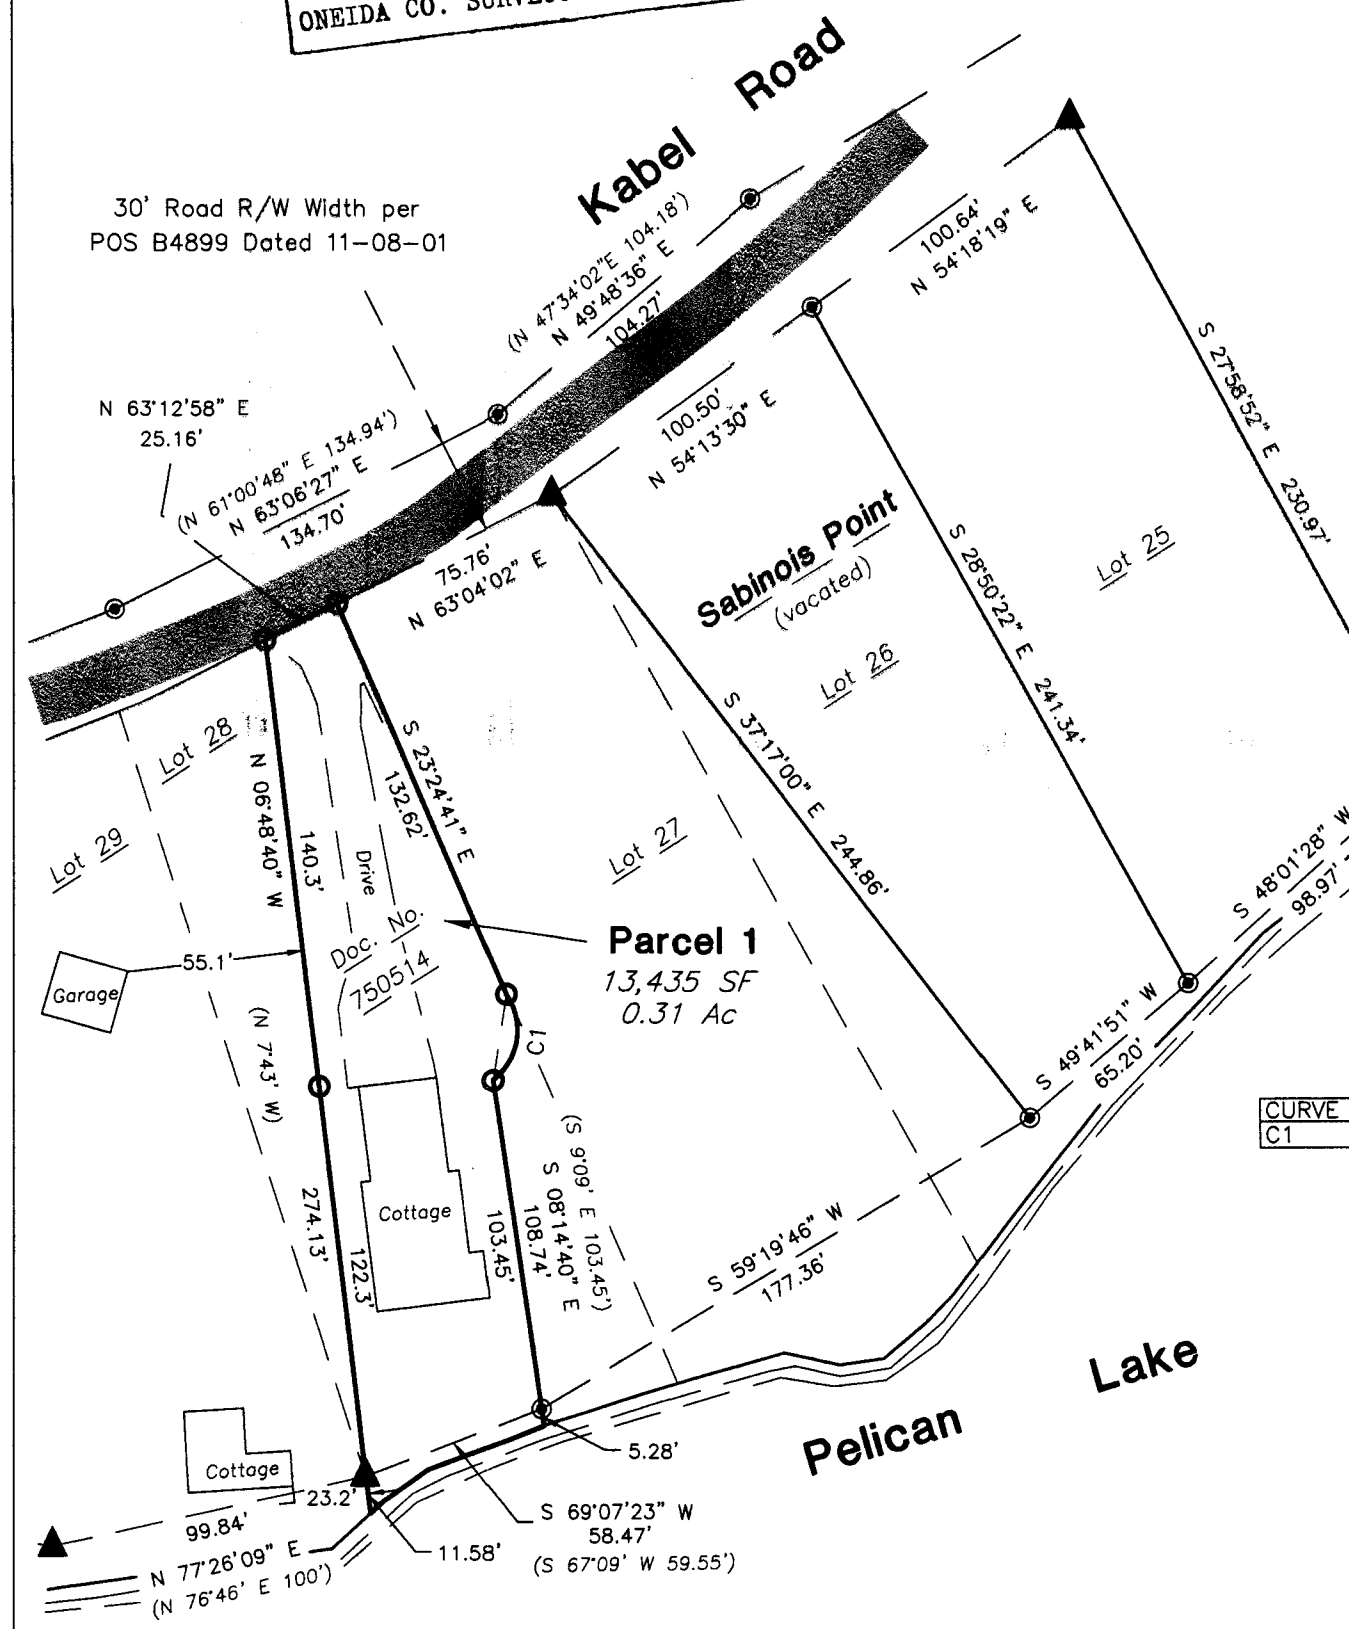 ONEIDA CO.
Kabel Road
30' Road R/W Width per
POS B4899 Dated 11-08-01
(N 47°34'02"E 104.18')
N 49°48'36" E
104.27'
100.64'
N 54°18'19" E
S 27°58'52" E 230.97'
N 63°12'58" E
25.16'
(N 61°00'48" E 134.94')
N 63°06'27" E
134.70'
100.50'
N 54°13'30" E
75.76'
N 63°04'02" E
Sabinois Point
(vacated)
S 28°50'22" E 241.34'
Lot 25
Lot 26
S 37°17'00" E 244.86'
Lot 28
N 06°48'40" W
140.3'
S 23°24'41" E
132.62'
Lot 29
Drive
Lot 27
Doc. No.
750514
Parcel 1
13,435 SF
0.31 Ac
55.1'
Garage
(N 7°43' W)
C1
S 48°01'28" W
98.97'
S 49°41'51" W
65.20'
CURVE
C1
(S 9°09' E 103.45')
S 08°14'40" E
108.74'
103.45'
Cottage
274.13'
122.3'
S 59°19'46" W
177.36'
Pelican Lake
5.28'
Cottage
23.2'
99.84'
N 77°26'09" E
(N 76°46' E 100')
11.58'
S 69°07'23" W
58.47'
(S 67°09' W 59.55')